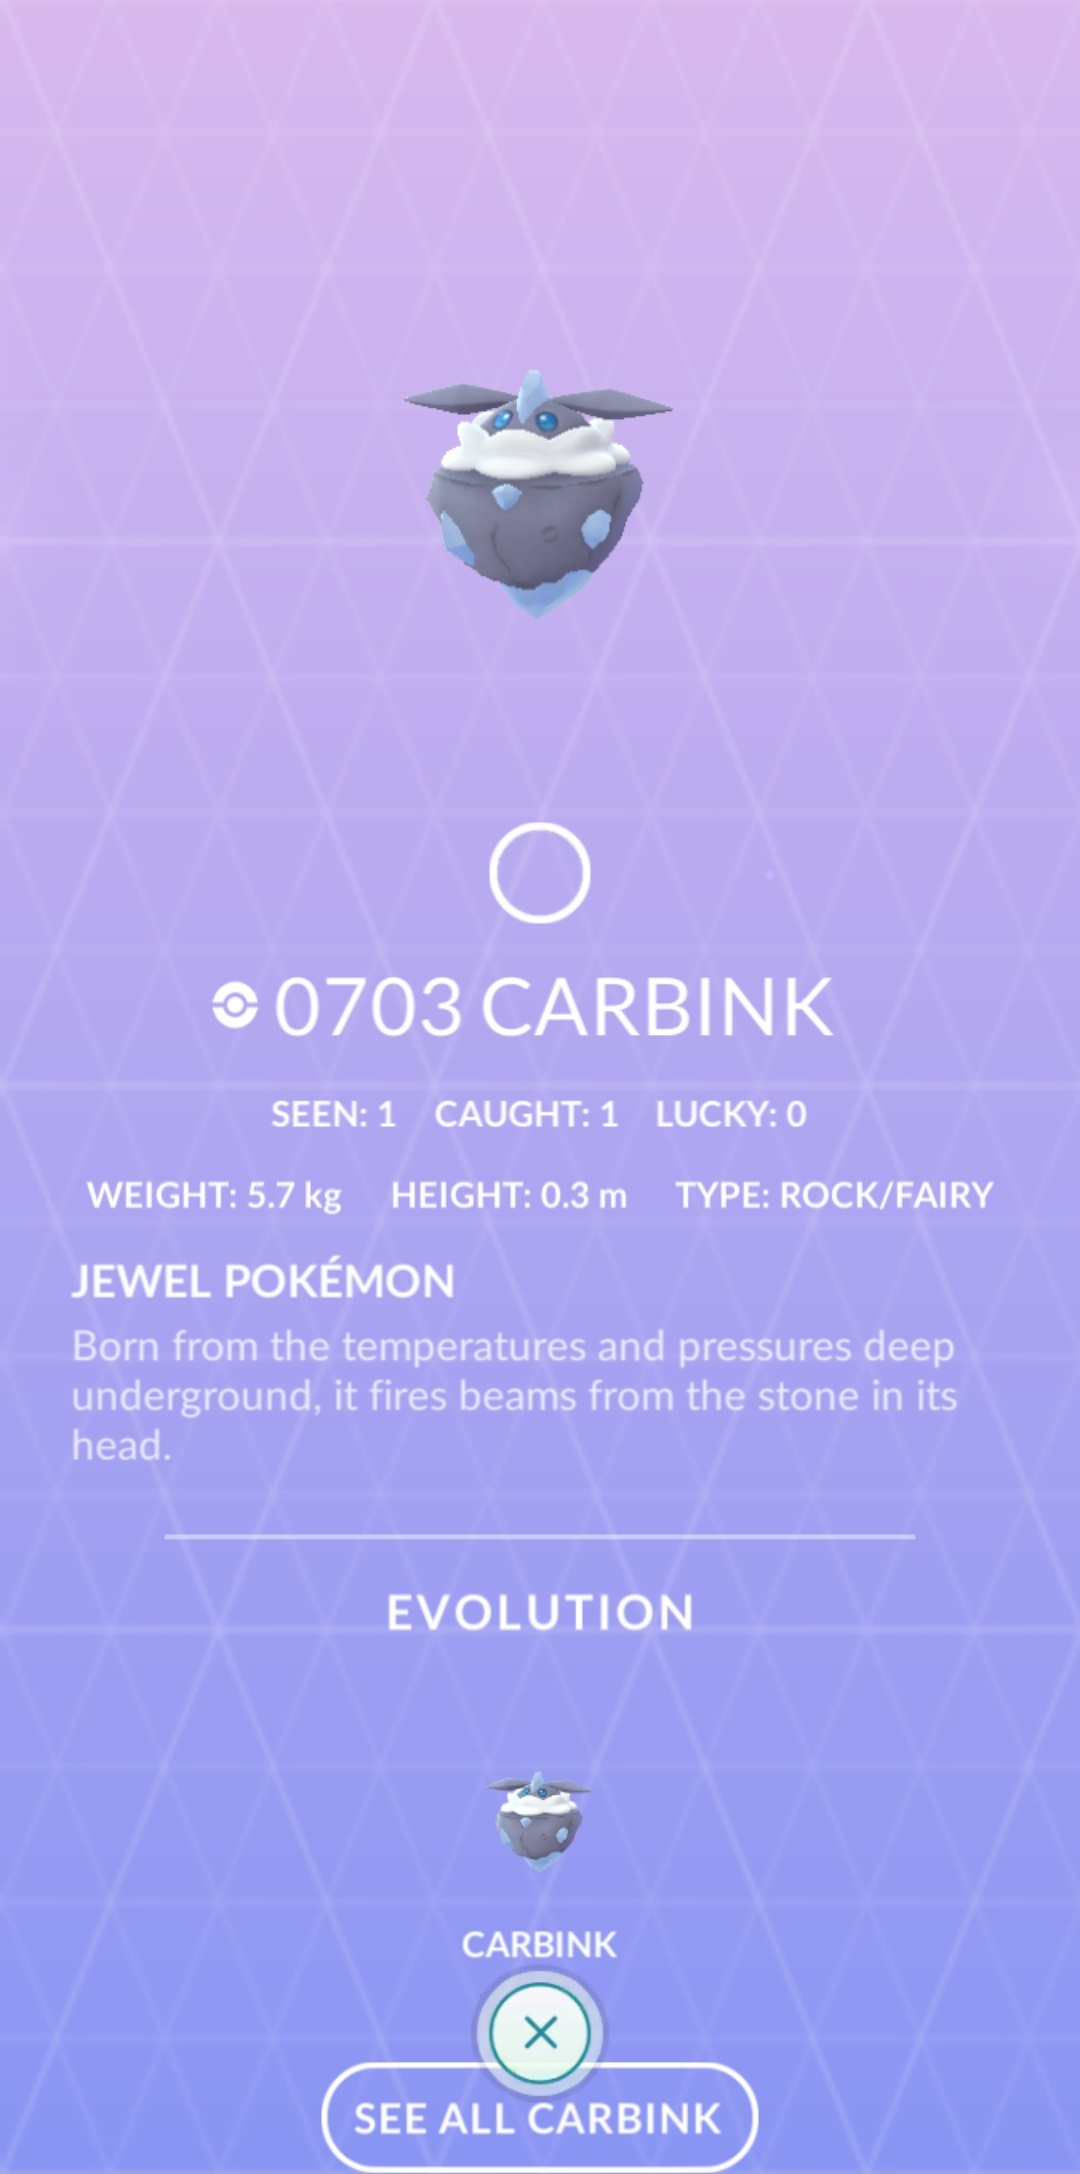 0703 CARBINK
SEEN: 1 CAUGHT: 1 LUCKY: 0
WEIGHT: 5.7 kg HEIGHT: 0.3 m TYPE: ROCK/FAIRY
JEWEL POKÉMON
Born from the temperatures and pressures deep
underground, it fires beams from the stone in its
head.
EVOLUTION
CARBINK
SEE ALL CARBINK